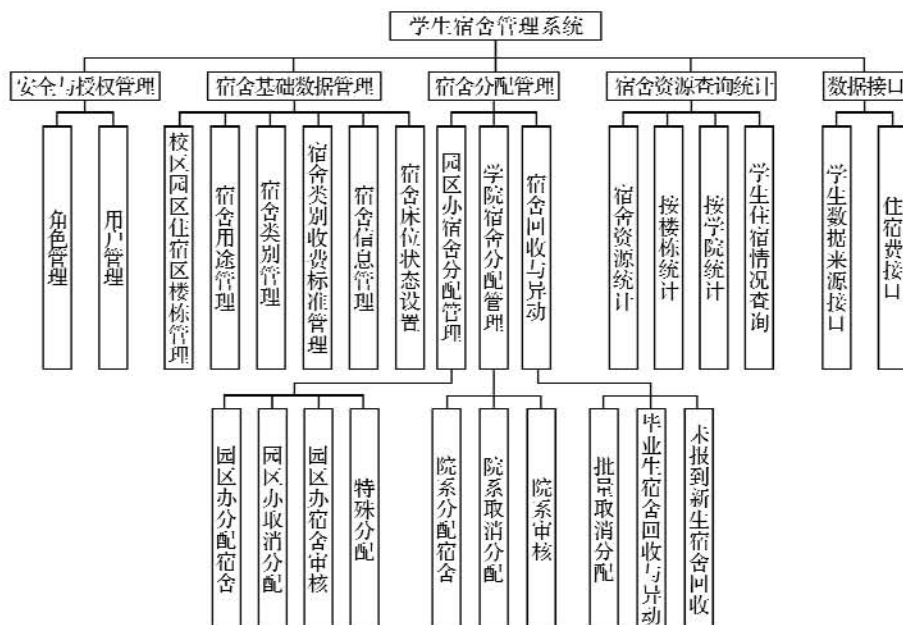 学生宿舍管理系统
安全与授权管理
宿舍基础数据管理
宿舍分配管理
宿舍资源查询统计
数据接口
角色管理
用户管理
校区园区住宿区楼栋管理
宿舍用途管理
宿舍类别管理
宿舍类别收费标准管理
宿舍信息管理
宿舍床位状态设置
园区办宿舍分配管理
学院宿舍分配管理
宿舍回收与异动
宿舍资源统计
按楼栋统计
按学院统计
学生住宿情况查询
学生数据来源接口
住宿费接口
园区办分配宿舍
园区办取消分配
园区办宿舍审核
特殊分配
院系分配宿舍
院系取消分配
院系审核
批量取消分配
毕业生宿舍回收与异动
未报到新生宿舍回收